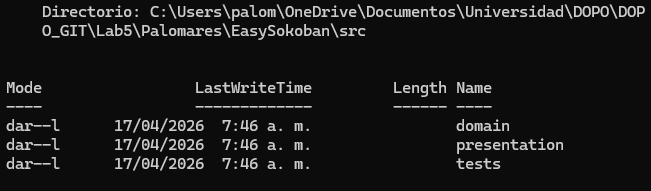 Directorio: C:\Users\palom\OneDrive\Documentos\Universidad\DOPO\DOP
O_GIT\Lab5\Palomares\EasySokoban\src
Mode LastWriteTime Length Name
---- ------------- ------ ----
dar--l 17/04/2026 7:46 a. m. domain
dar--l 17/04/2026 7:46 a. m. presentation
dar--l 17/04/2026 7:46 a. m. tests